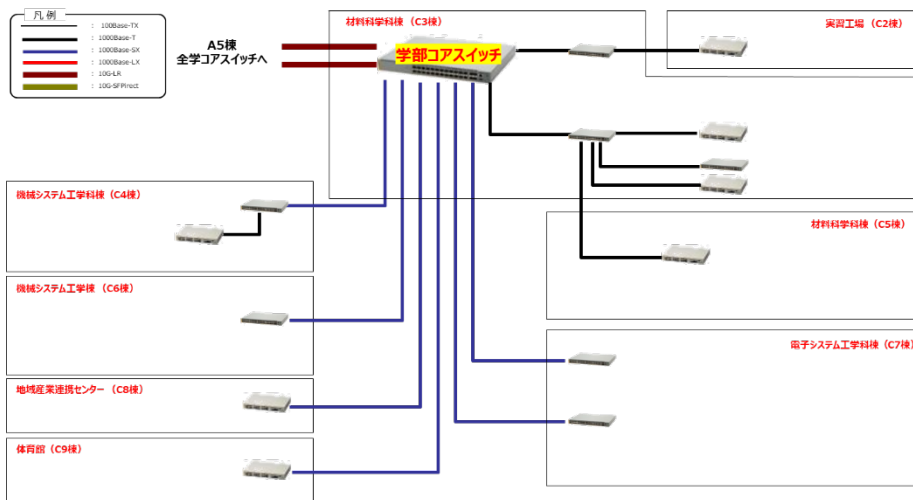 凡例
: 100Base-TX
: 1000Base-T
: 1000Base-SX
: 1000Base-LX
: 10G-LR
: 10G-SFPirect
A5棟
全学コアスイッチへ
材料科学科棟（C3棟）
学部コアスイッチ
実習工場（C2棟）
機械システム工学科棟（C4棟）
材料科学科棟（C5棟）
機械システム工学棟（C6棟）
電子システム工学科棟（C7棟）
地域産業連携センター（C8棟）
体育館（C9棟）